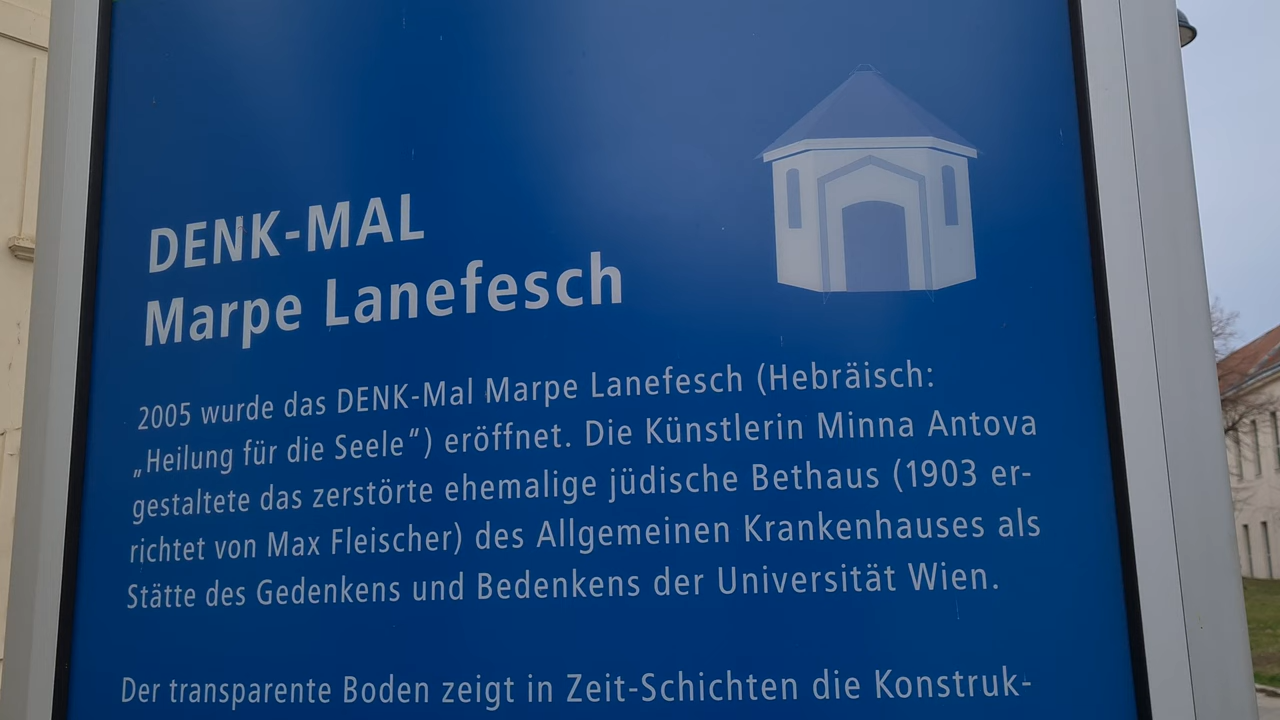 DENK-MAL
Marpe Lanefesch
2005 wurde das DENK-Mal Marpe Lanefesch (Hebräisch:
„Heilung für die Seele“) eröffnet. Die Künstlerin Minna Antova
gestaltete das zerstörte ehemalige jüdische Bethaus (1903 er-
richtet von Max Fleischer) des Allgemeinen Krankenhauses als
Stätte des Gedenkens und Bedenkens der Universität Wien.
Der transparente Boden zeigt in Zeit-Schichten die Konstruk-